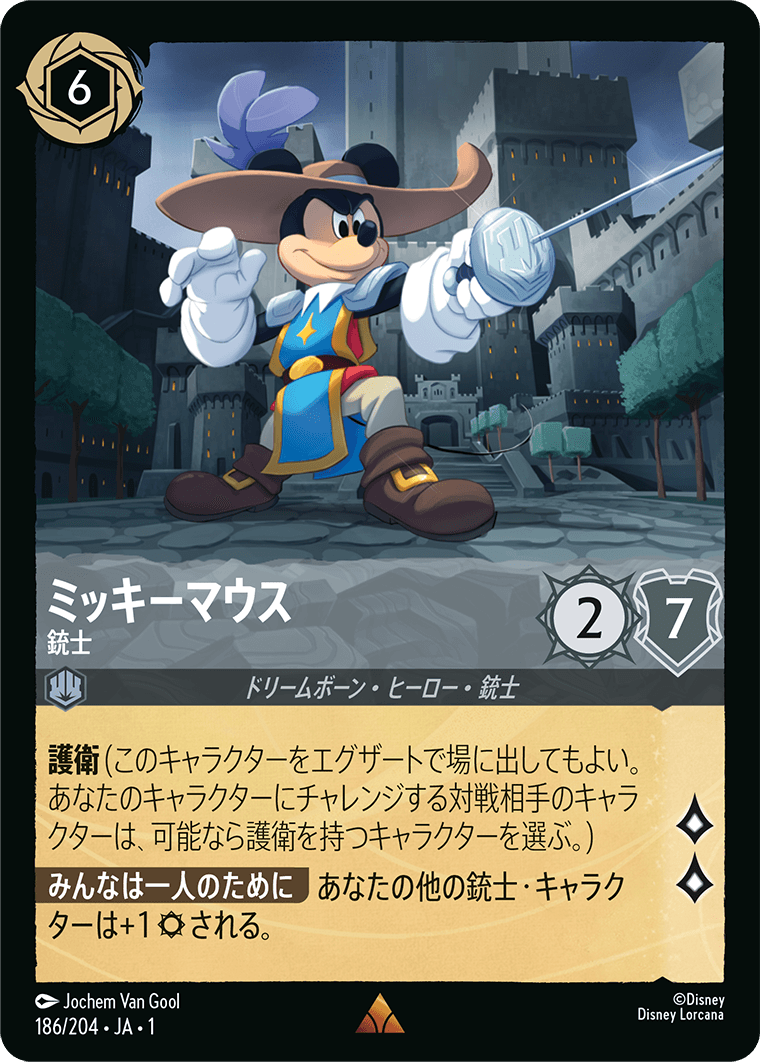 6
ミッキーマウス
銃士
2
7
ドリームボーン・ヒーロー・銃士
護衛(このキャラクターをエグザートで場に出してもよい。
あなたのキャラクターにチャレンジする対戦相手のキャラ
クターは、可能なら護衛を持つキャラクターを選ぶ。)
みんなは一人のために あなたの他の銃士・キャラク
ターは+1 される。
Jochem Van Gool
©Disney
186/204・JA・1
Disney Lorcana